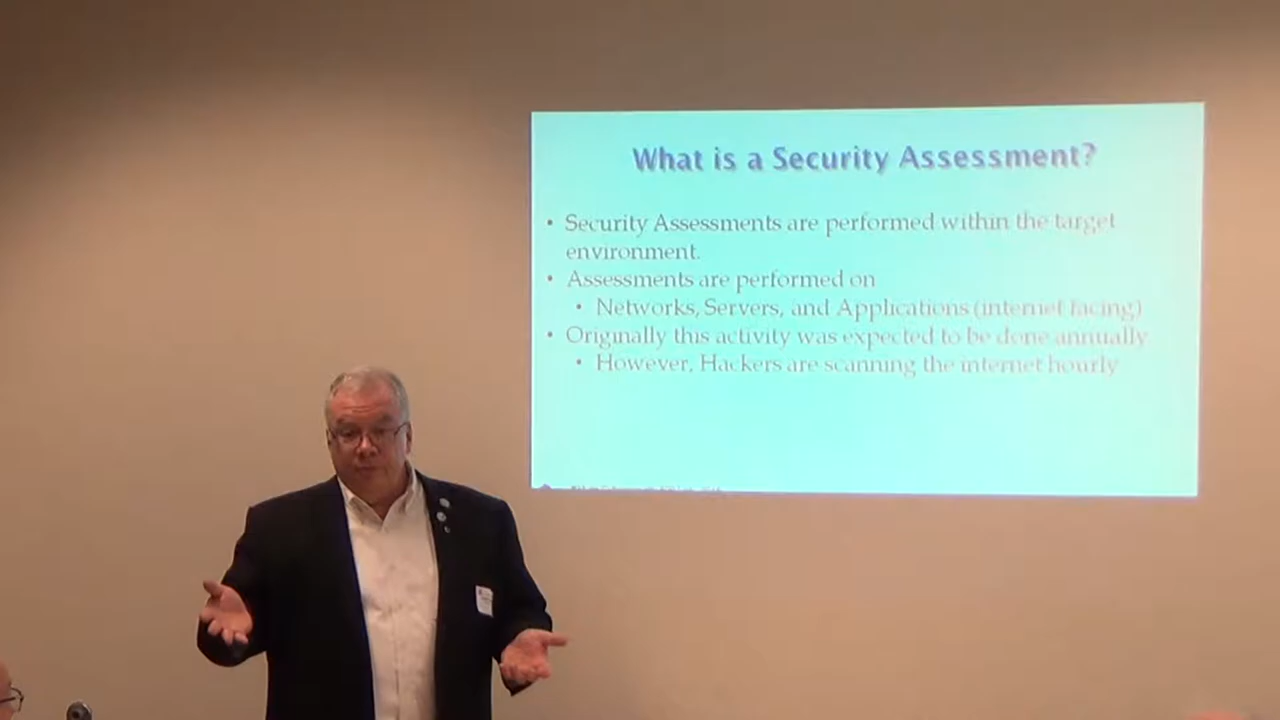 What is a Security Assessment?
• Security Assessments are performed within the target
environment.
• Assessments are performed on
• Networks, Servers, and Applications (internet facing)
• Originally this activity was expected to be done annually
• However, Hackers are scanning the internet hourly